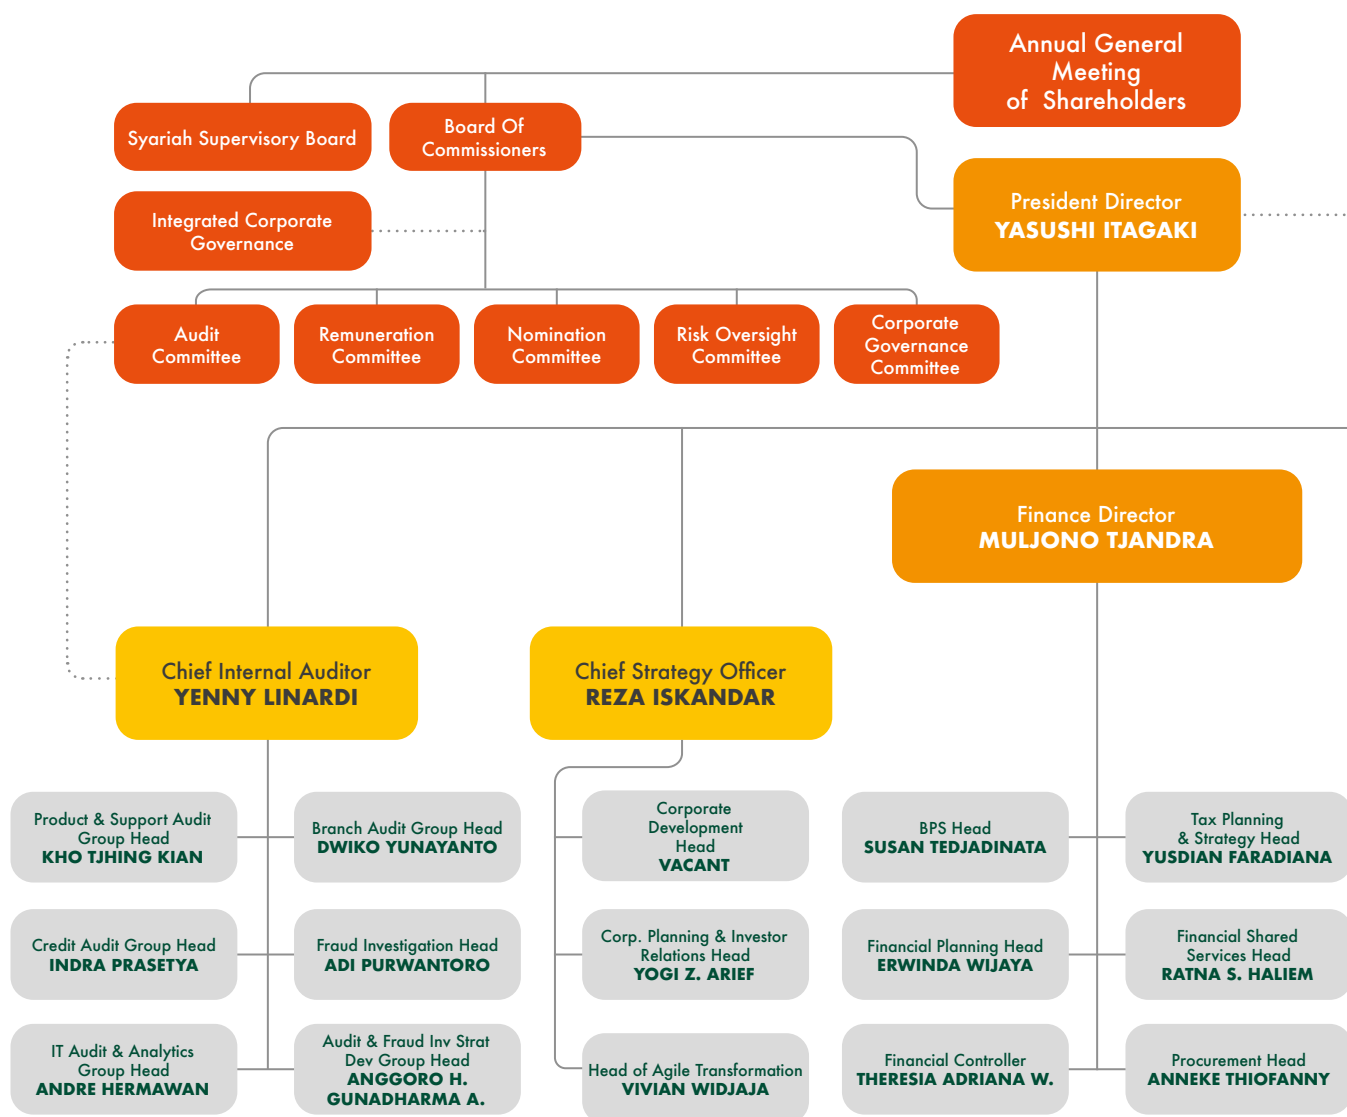 Annual General
Meeting
of Shareholders
Syariah Supervisory Board
Board Of
Commissioners
President Director
YASUSHI ITAGAKI
Integrated Corporate
Governance
Audit
Committee
Remuneration
Committee
Nomination
Committee
Risk Oversight
Committee
Corporate
Governance
Committee
Finance Director
MULJONO TJANDRA
Chief Internal Auditor
YENNY LINARDI
Chief Strategy Officer
REZA ISKANDAR
Product & Support Audit
Group Head
KHO TJHING KIAN
Branch Audit Group Head
DWIKO YUNAYANTO
Corporate
Development
Head
VACANT
BPS Head
SUSAN TEDJADINATA
Tax Planning
& Strategy Head
YUSDIAN FARADIANA
Credit Audit Group Head
INDRA PRASETYA
Fraud Investigation Head
ADI PURWANTORO
Corp. Planning & Investor
Relations Head
YOGI Z. ARIEF
Financial Planning Head
ERWINDA WIJAYA
Financial Shared
Services Head
RATNA S. HALIEM
IT Audit & Analytics
Group Head
ANDRE HERMAWAN
Audit & Fraud Inv Strat
Dev Group Head
ANGGORO H.
GUNADHARMA A.
Head of Agile Transformation
VIVIAN WIDJAJA
Financial Controller
THERESIA ADRIANA W.
Procurement Head
ANNEKE THIOFANNY